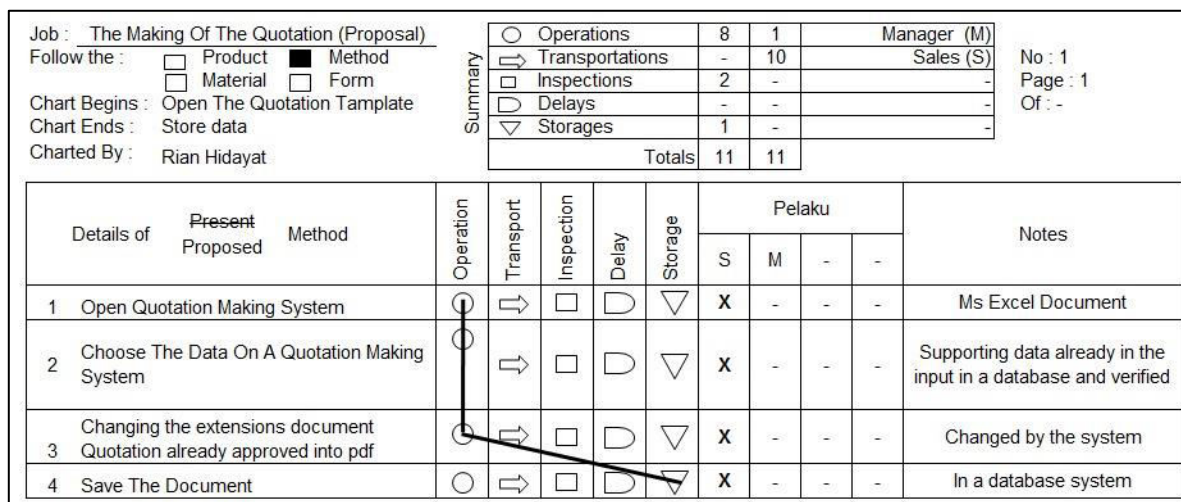 Job : The Making Of The Quotation (Proposal)
Follow the : Product Method
Material Form
Chart Begins : Open The Quotation Tamplate
Chart Ends : Store data
Charted By : Rian Hidayat
Summary
Operations 8 1 Manager (M)
Transportations - 10 Sales (S)
Inspections 2 - -
Delays - - -
Storages 1 - -
Totals 11 11
No : 1
Page : 1
Of : -
Details of Present Proposed Method
Operation
Transport
Inspection
Delay
Storage
Pelaku
S M - -
Notes
1 Open Quotation Making System X - - - Ms Excel Document
2 Choose The Data On A Quotation Making System X - - - Supporting data already in the input in a database and verified
3 Changing the extensions document Quotation already approved into pdf X - - - Changed by the system
4 Save The Document X - - - In a database system